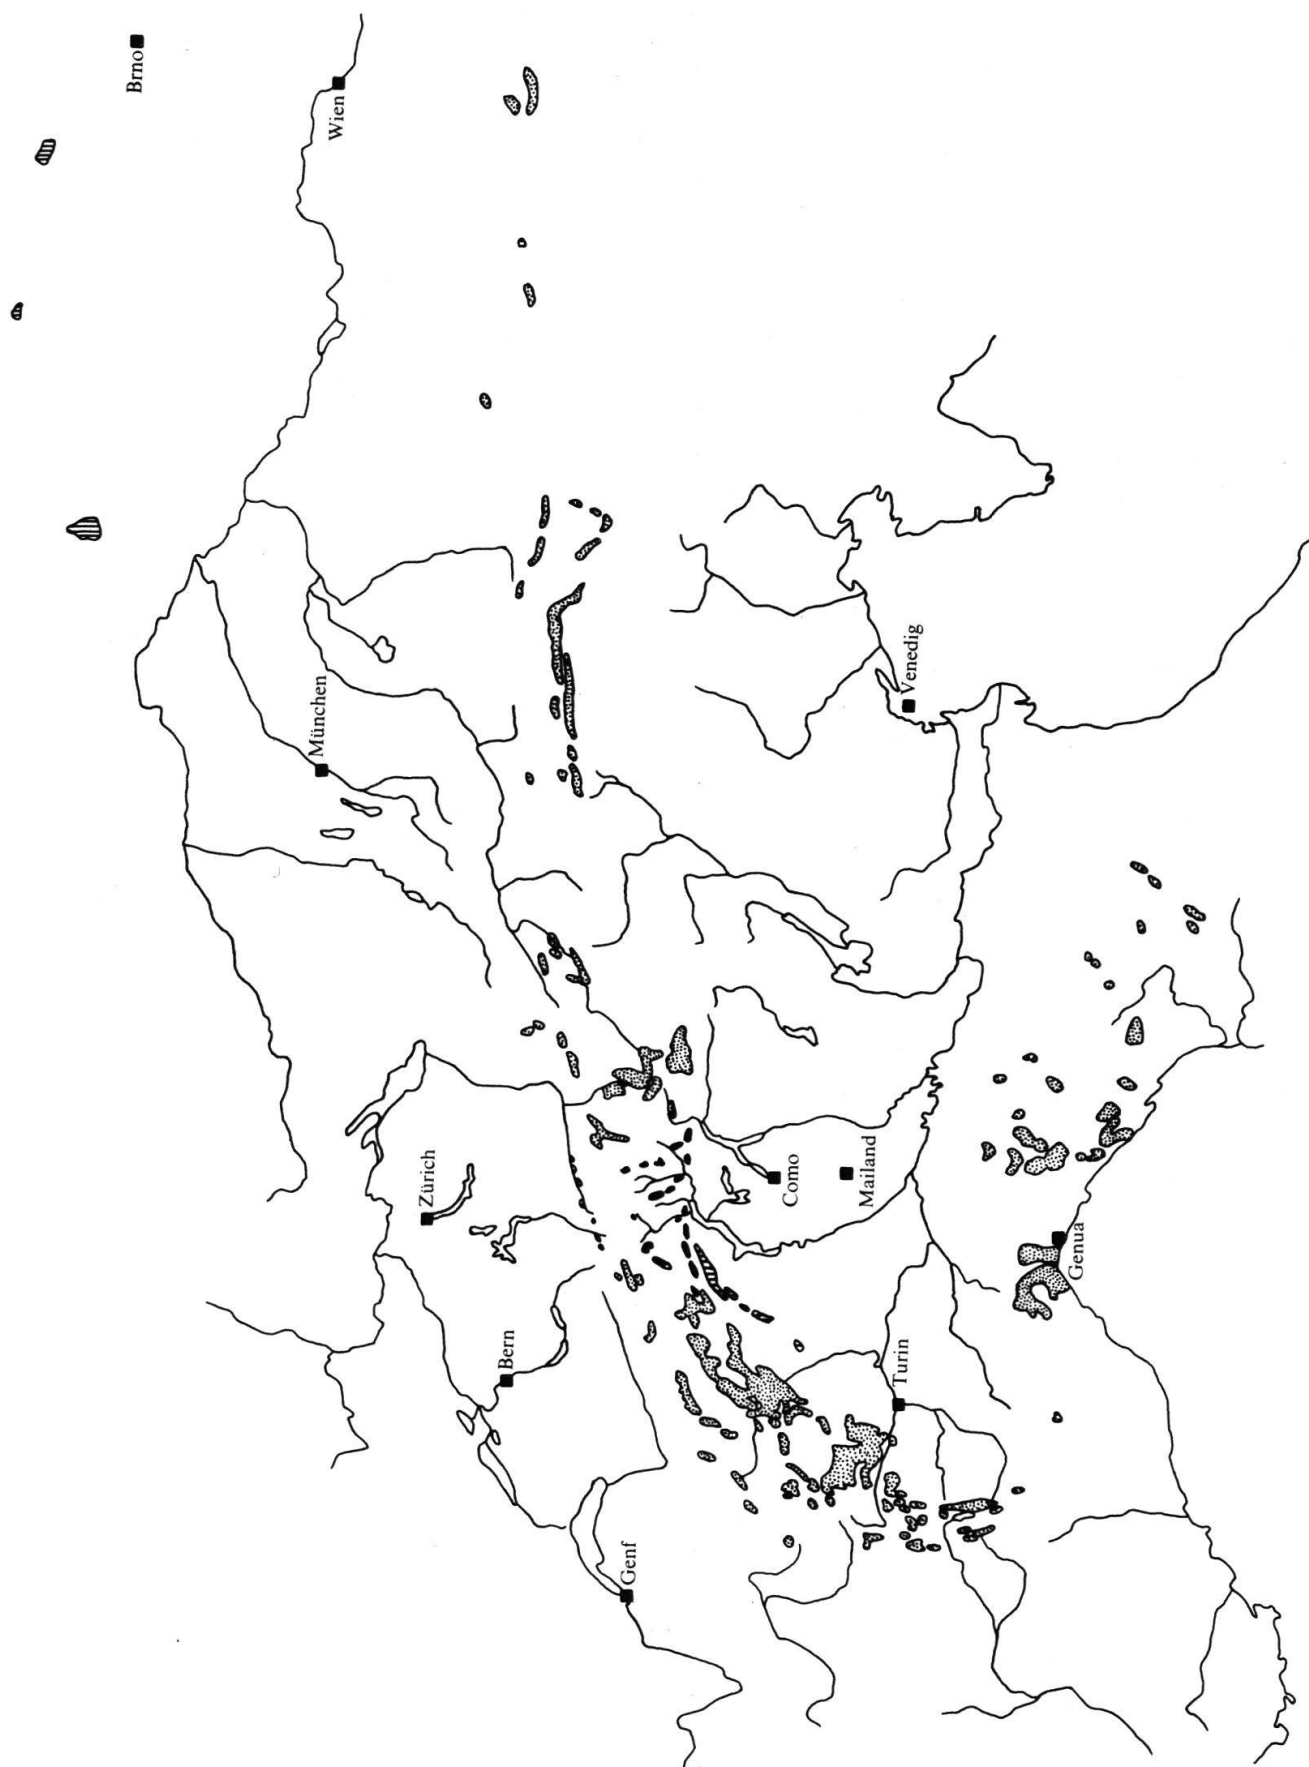 Brno
Wien
München
Zürich
Bern
Genf
Venedig
Como
Mailand
Turin
Genua